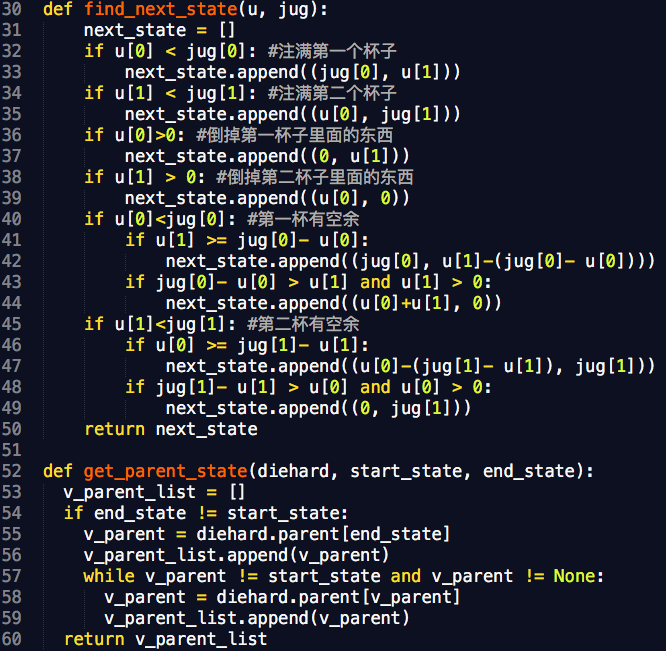 30 def find_next_state(u, jug):
31     next_state = []
32     if u[0] < jug[0]: #注满第一个杯子
33         next_state.append((jug[0], u[1]))
34     if u[1] < jug[1]: #注满第二个杯子
35         next_state.append((u[0], jug[1]))
36     if u[0]>0: #倒掉第一杯子里面的东西
37         next_state.append((0, u[1]))
38     if u[1] > 0: #倒掉第二杯子里面的东西
39         next_state.append((u[0], 0))
40     if u[0]<jug[0]: #第一杯有空余
41         if u[1] >= jug[0]- u[0]:
42             next_state.append((jug[0], u[1]-(jug[0]- u[0])))
43         if jug[0]- u[0] > u[1] and u[1] > 0:
44             next_state.append((u[0]+u[1], 0))
45     if u[1]<jug[1]: #第二杯有空余
46         if u[0] >= jug[1]- u[1]:
47             next_state.append((u[0]-(jug[1]- u[1]), jug[1]))
48         if jug[1]- u[1] > u[0] and u[0] > 0:
49             next_state.append((0, jug[1]))
50     return next_state
51
52 def get_parent_state(diehard, start_state, end_state):
53   v_parent_list = []
54   if end_state != start_state:
55     v_parent = diehard.parent[end_state]
56     v_parent_list.append(v_parent)
57     while v_parent != start_state and v_parent != None:
58       v_parent = diehard.parent[v_parent]
59       v_parent_list.append(v_parent)
60   return v_parent_list